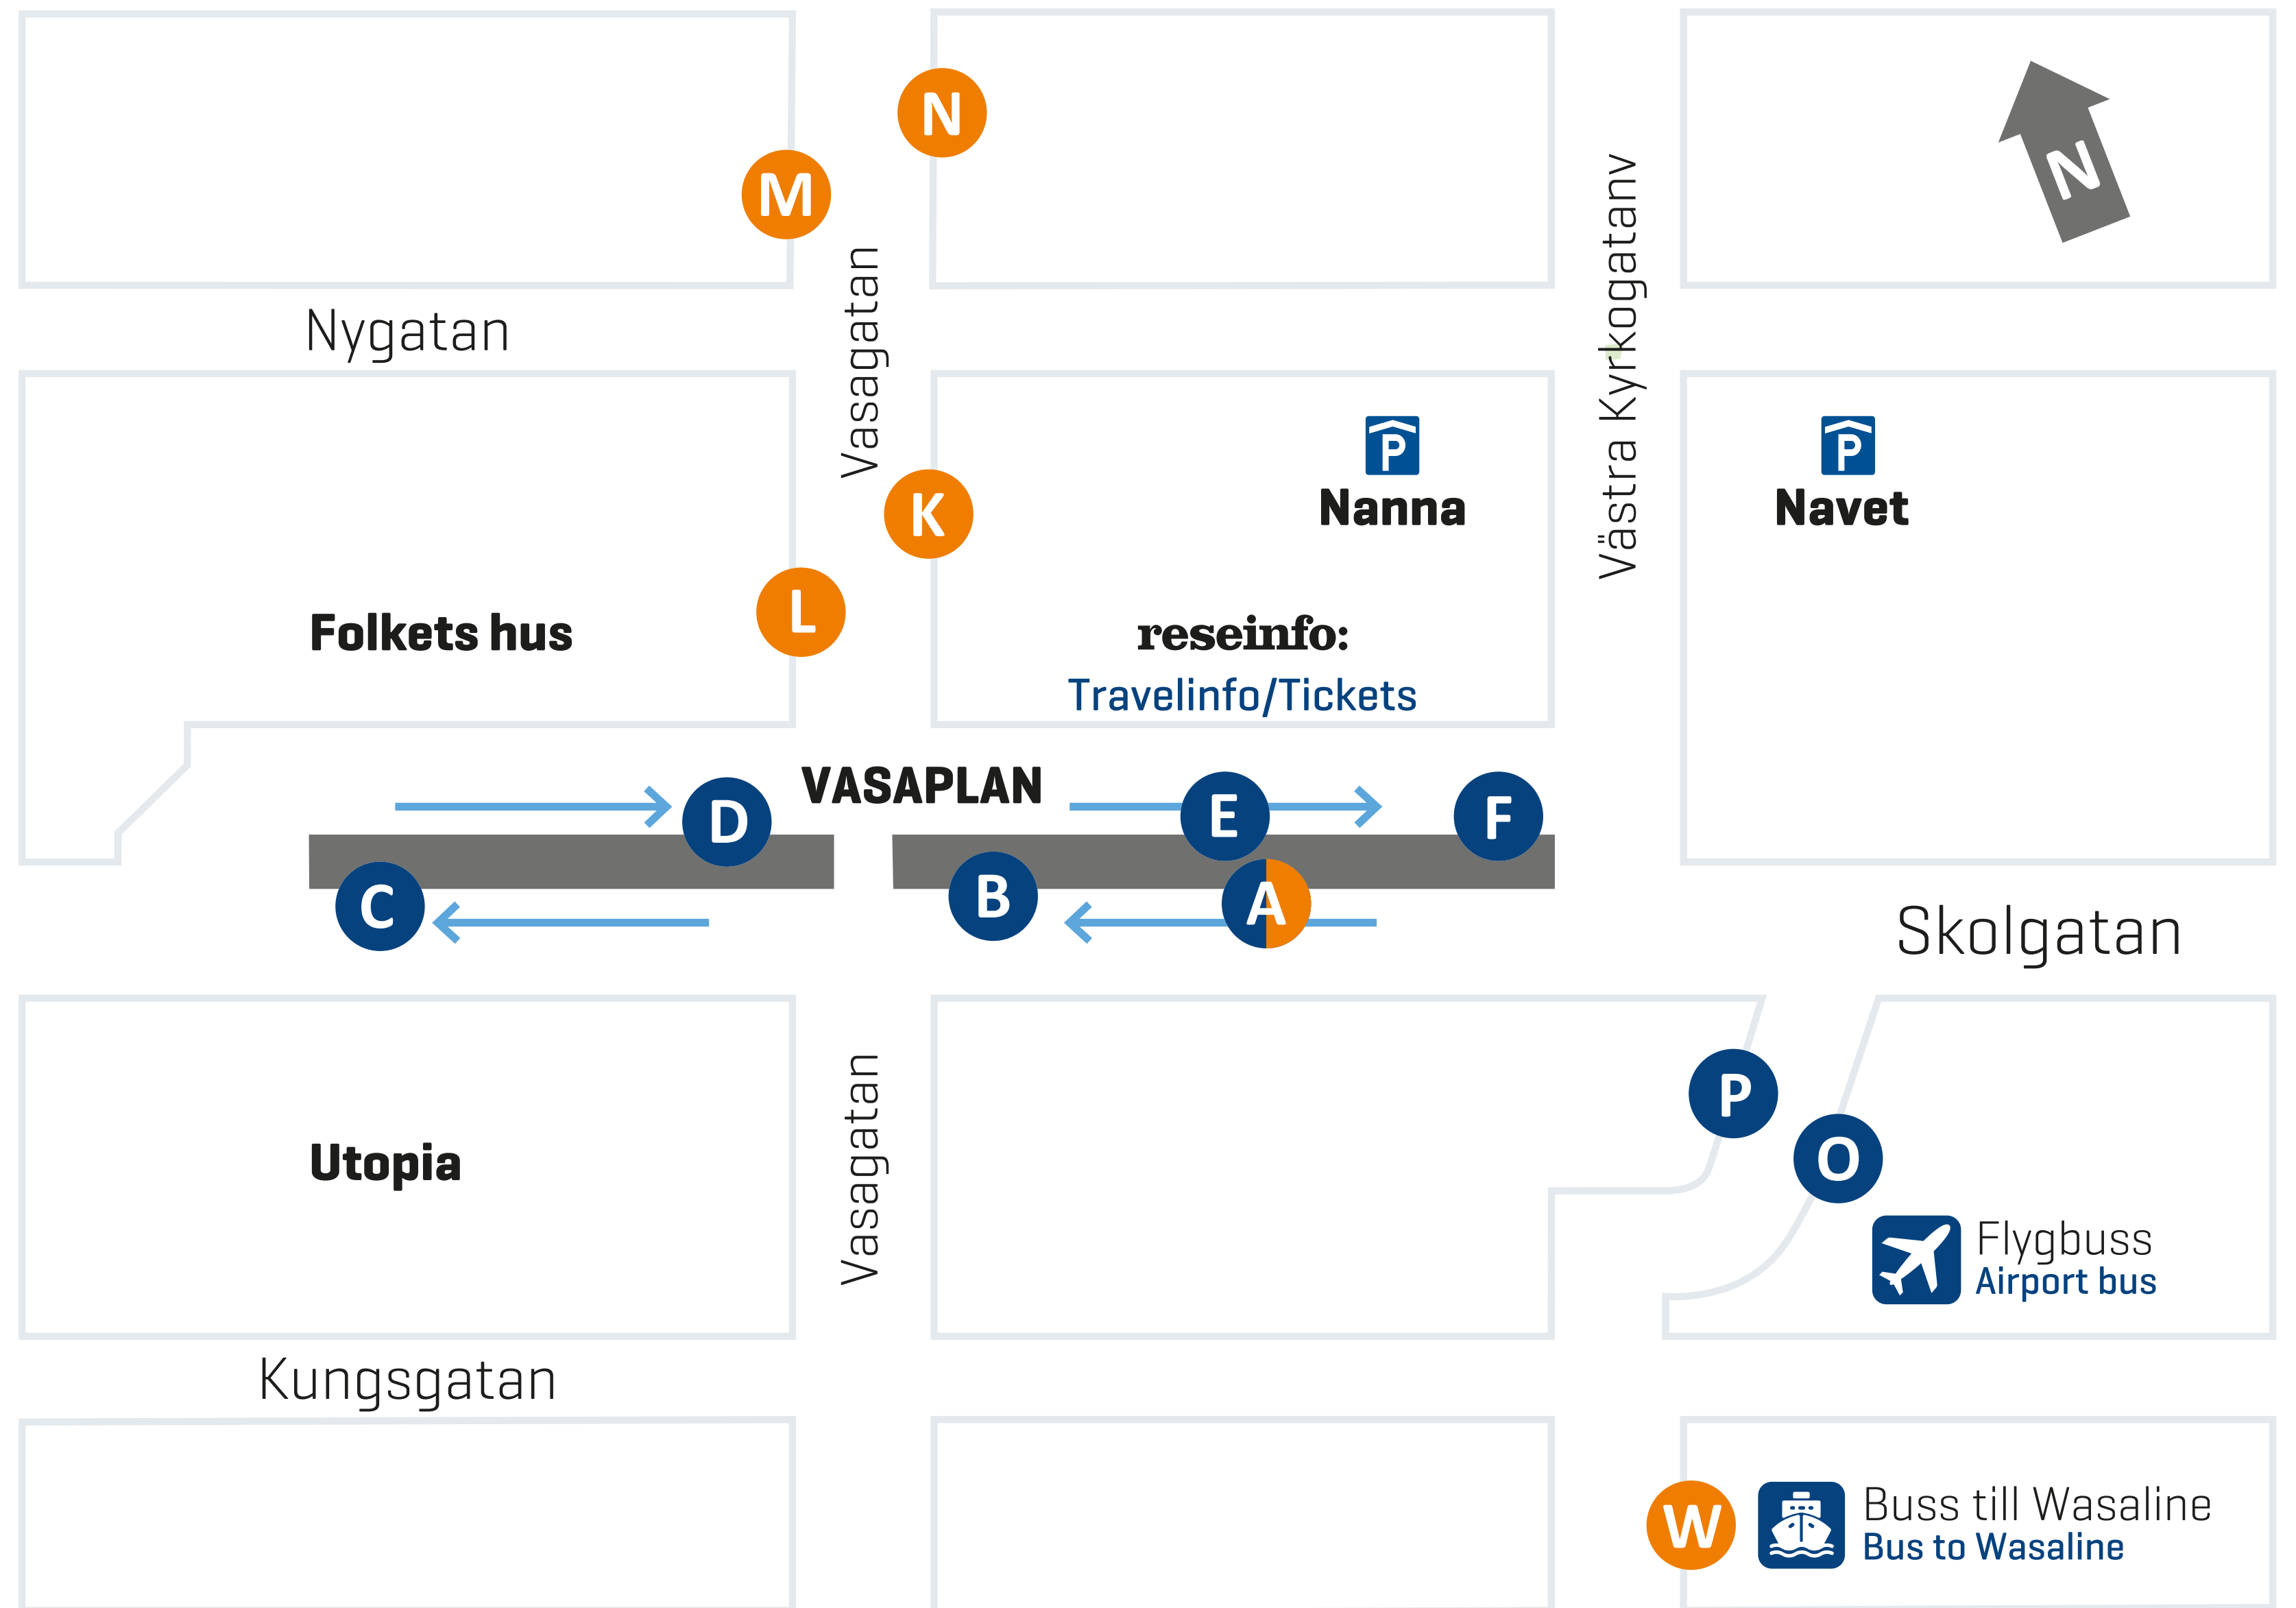 N
M
N
Nygatan
Vasagatan
Västra Kyrkogatanv
P
Nanna
P
Navet
K
L
Folkets hus
reseinfo:
Travelinfo/Tickets
VASAPLAN
D
E
F
C
B
A
Skolgatan
Utopia
Vasagatan
P
O
Flygbuss
Airport bus
Kungsgatan
W
Buss till Wasaline
Bus to Wasaline